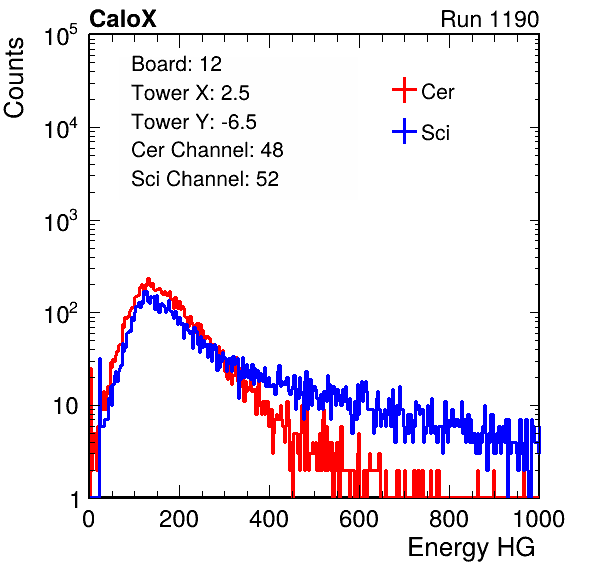 CaloX Run 1190
Counts
10^5
10^4
10^3
10^2
10
1
Board: 12
Tower X: 2.5
Tower Y: -6.5
Cer Channel: 48
Sci Channel: 52
Cer
Sci
0 200 400 600 800 1000
Energy HG